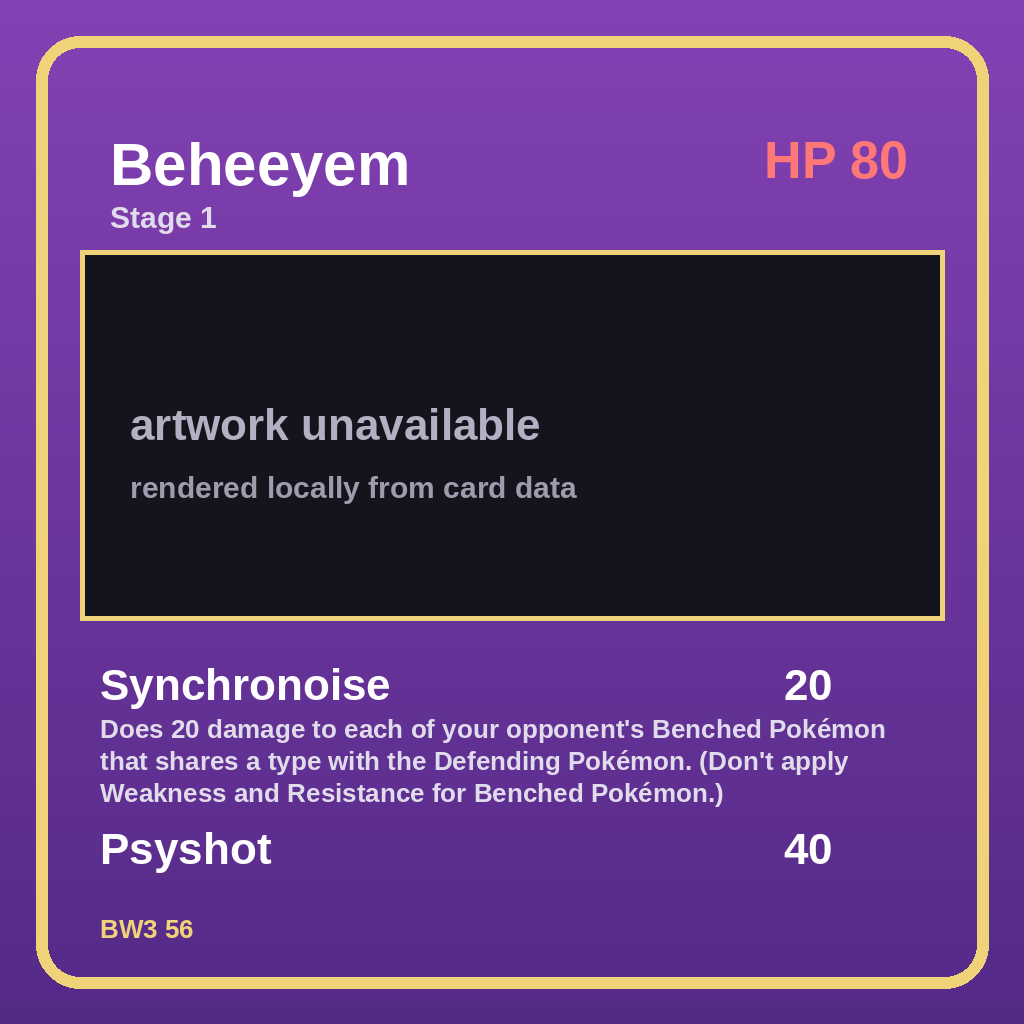 Beheeyem
HP 80
Stage 1
artwork unavailable
rendered locally from card data
Synchronoise 20
Does 20 damage to each of your opponent's Benched Pokémon
that shares a type with the Defending Pokémon. (Don't apply
Weakness and Resistance for Benched Pokémon.)
Psyshot 40
BW3 56